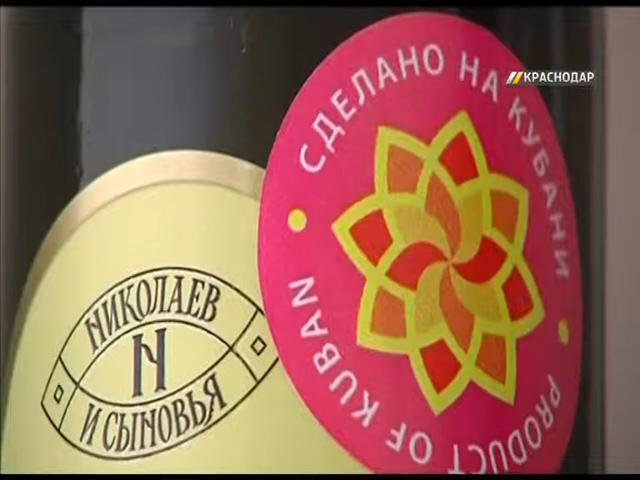 КРАСНОДАР
СДЕЛАНО НА КУБАНИ
PRODUCT OF KUBAN
НИКОЛАЕВ
Н
И СЫНОВЬЯ